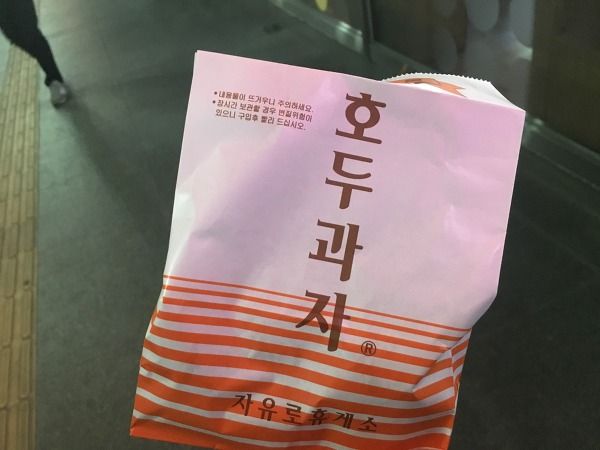 • 내용물이 뜨거우니 주의하세요.
• 장시간 보관할 경우 변질위험이
있으니 구입후 빨리 드십시오.
호두과자®
자유로휴게소